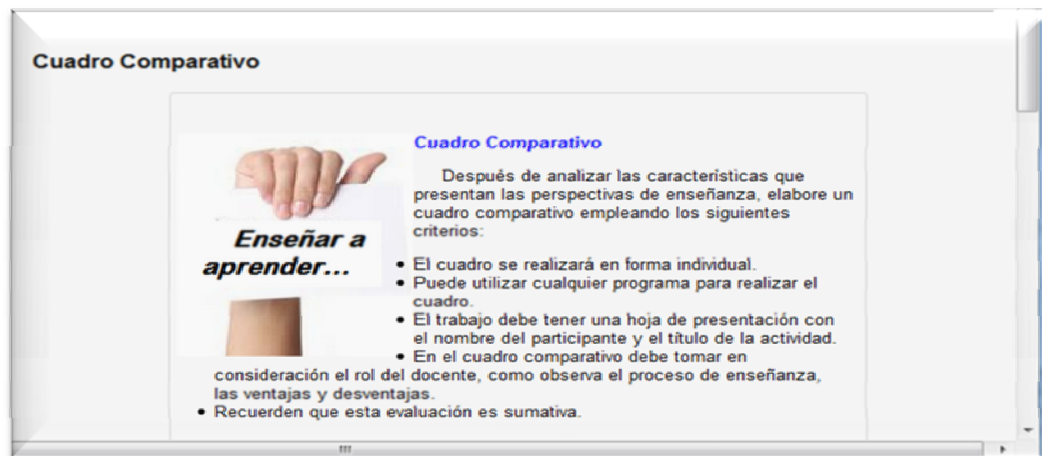 Cuadro Comparativo
Cuadro Comparativo
Después de analizar las características que
presentan las perspectivas de enseñanza, elabore un
cuadro comparativo empleando los siguientes
criterios:
Enseñar a
aprender...
• El cuadro se realizará en forma individual.
• Puede utilizar cualquier programa para realizar el
cuadro.
• El trabajo debe tener una hoja de presentación con
el nombre del participante y el título de la actividad.
• En el cuadro comparativo debe tomar en
consideración el rol del docente, como observa el proceso de enseñanza,
las ventajas y desventajas.
• Recuerden que esta evaluación es sumativa.